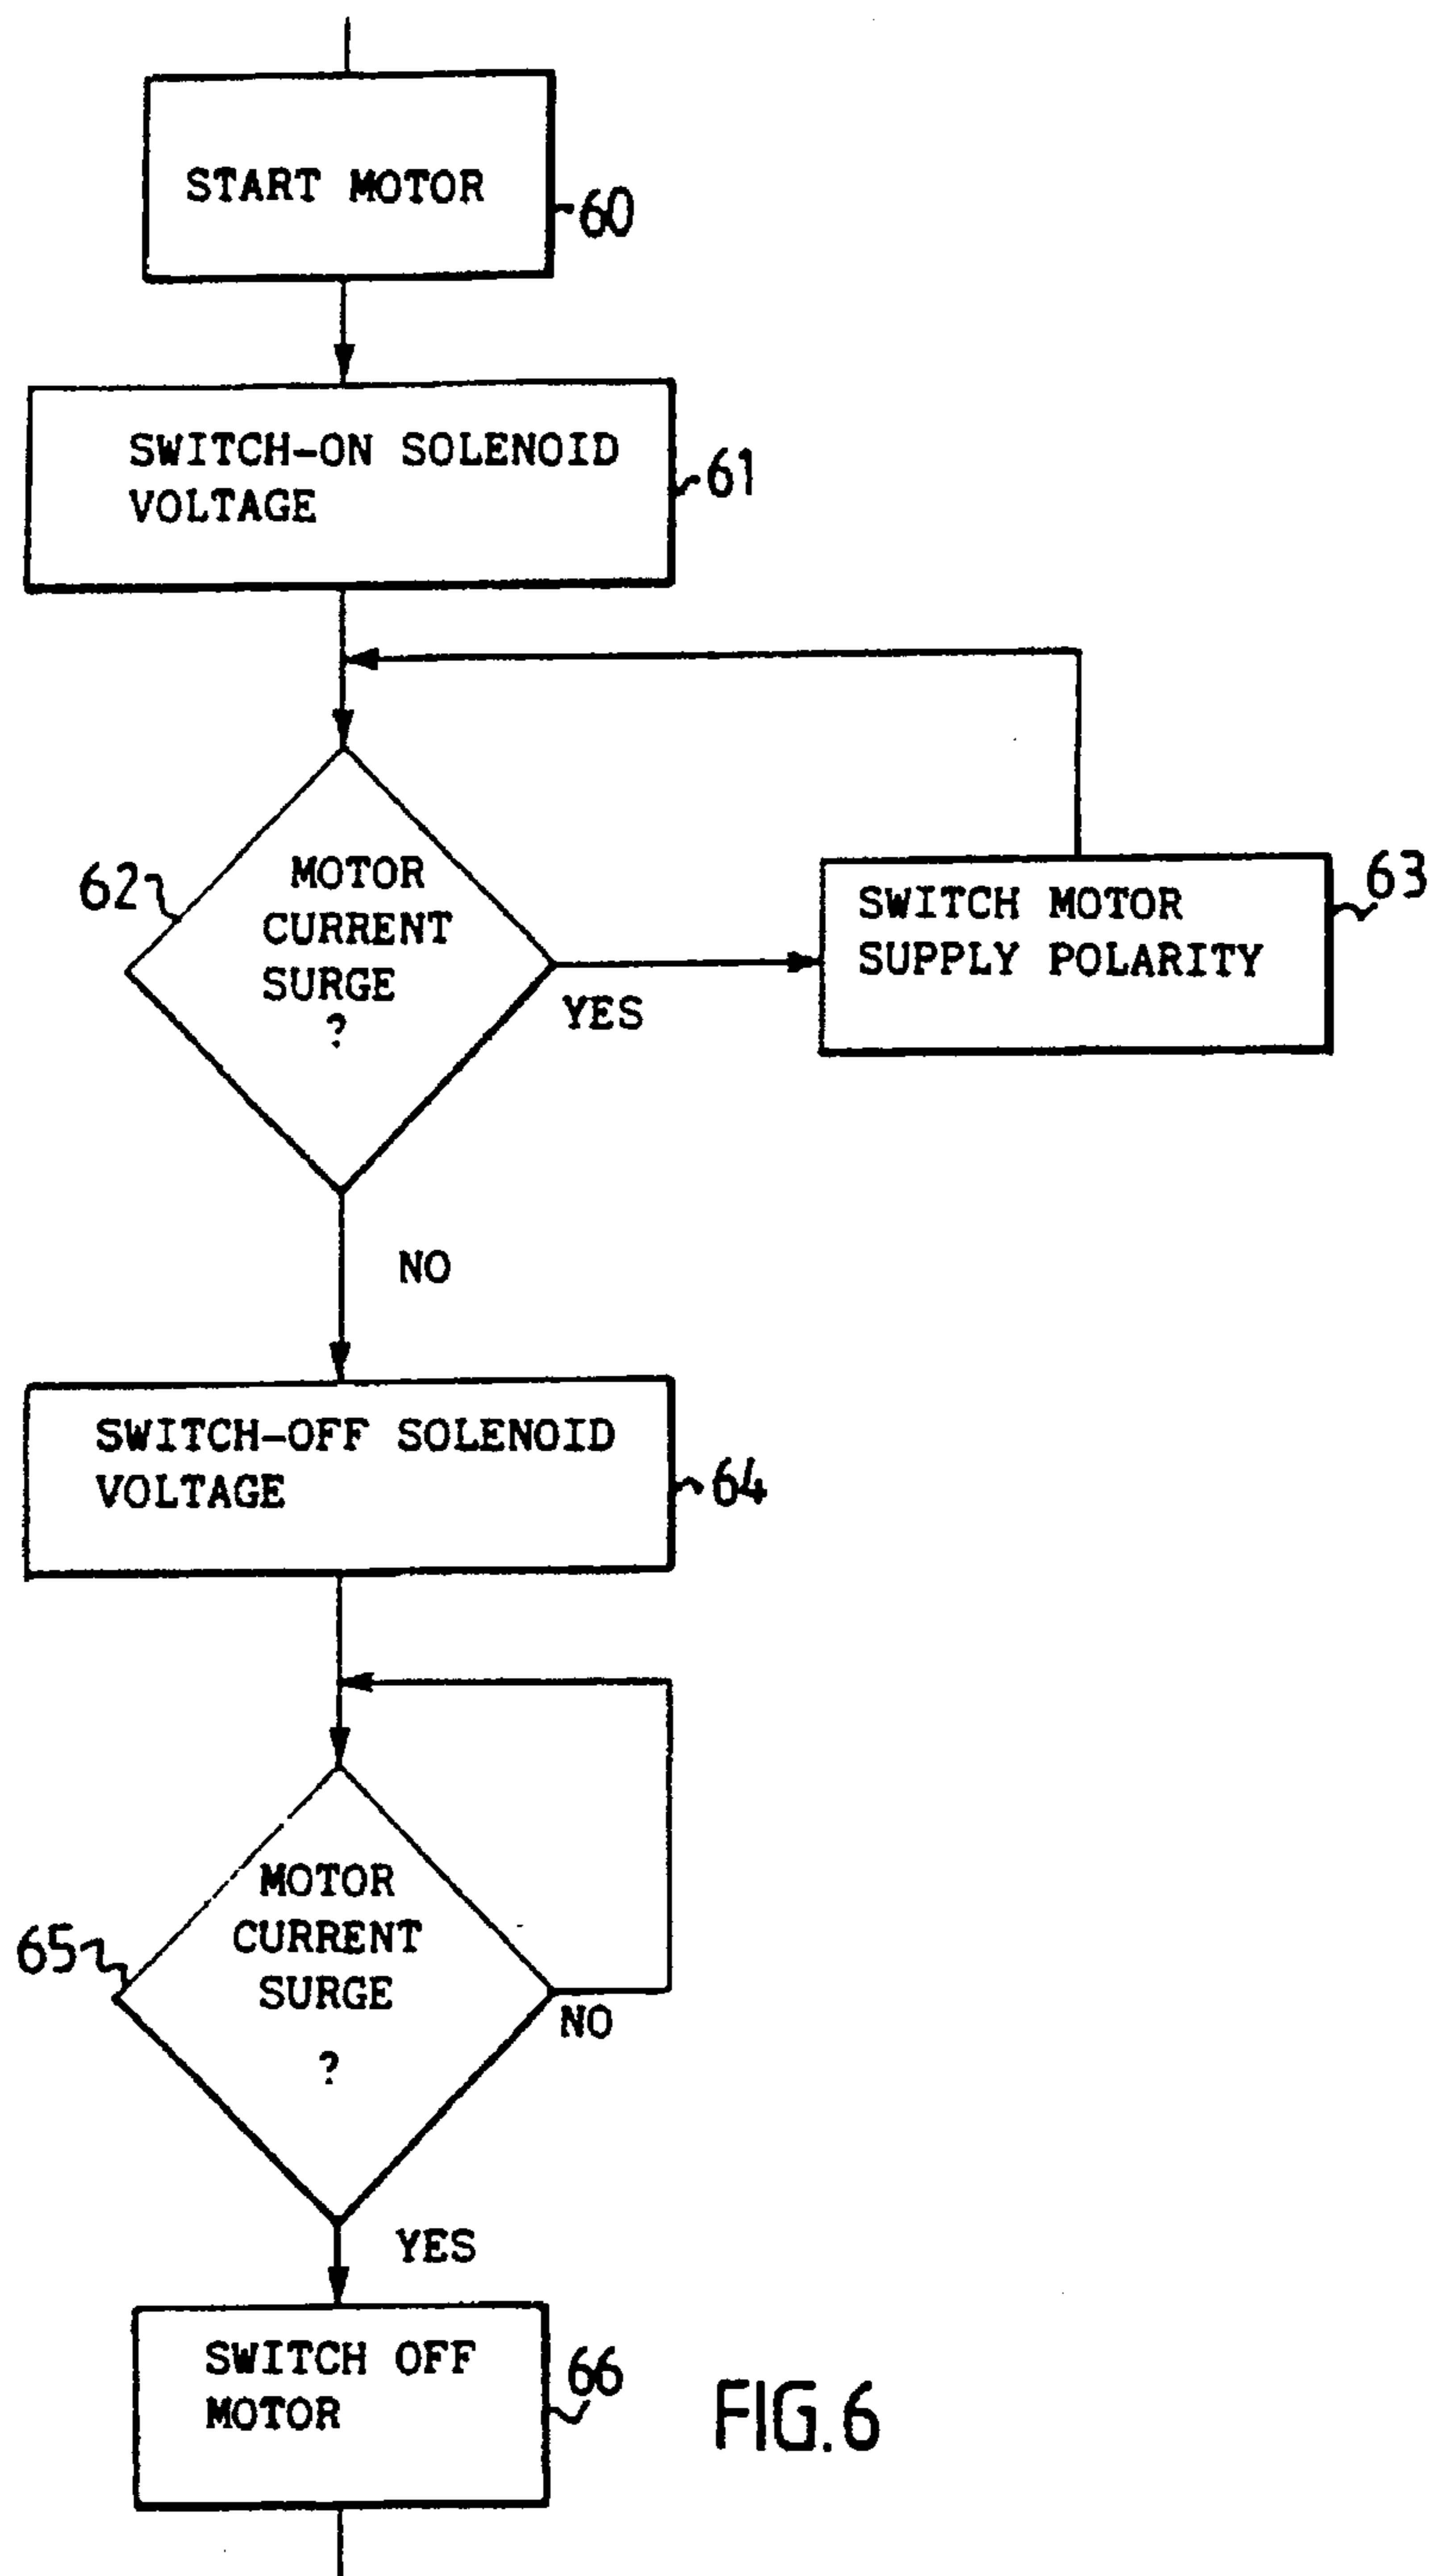 START MOTOR
60
SWITCH-ON SOLENOID
VOLTAGE
61
62
MOTOR
CURRENT
SURGE
?
YES
SWITCH MOTOR
SUPPLY POLARITY
63
NO
SWITCH-OFF SOLENOID
VOLTAGE
64
65
MOTOR
CURRENT
SURGE
?
NO
YES
SWITCH OFF
MOTOR
66
FIG.6